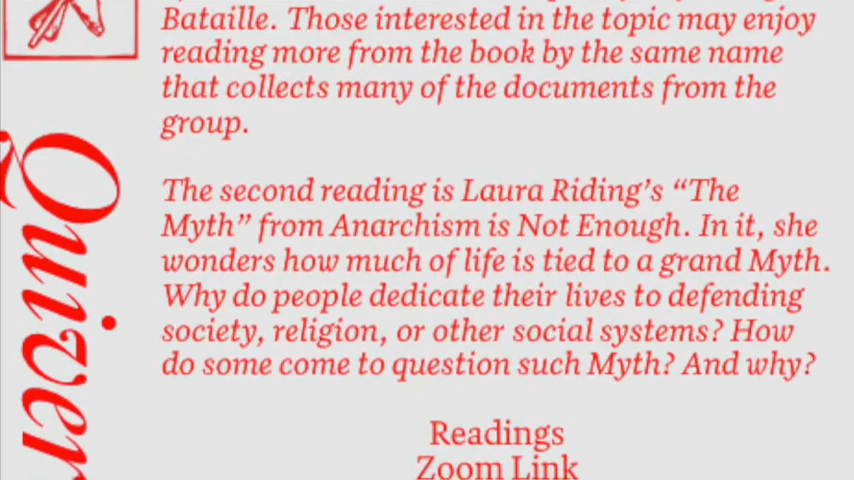 Bataille. Those interested in the topic may enjoy
reading more from the book by the same name
that collects many of the documents from the
group.
The second reading is Laura Riding’s “The
Myth” from Anarchism is Not Enough. In it, she
wonders how much of life is tied to a grand Myth.
Why do people dedicate their lives to defending
society, religion, or other social systems? How
do some come to question such Myth? And why?
Readings
Zoom Link
Quiver